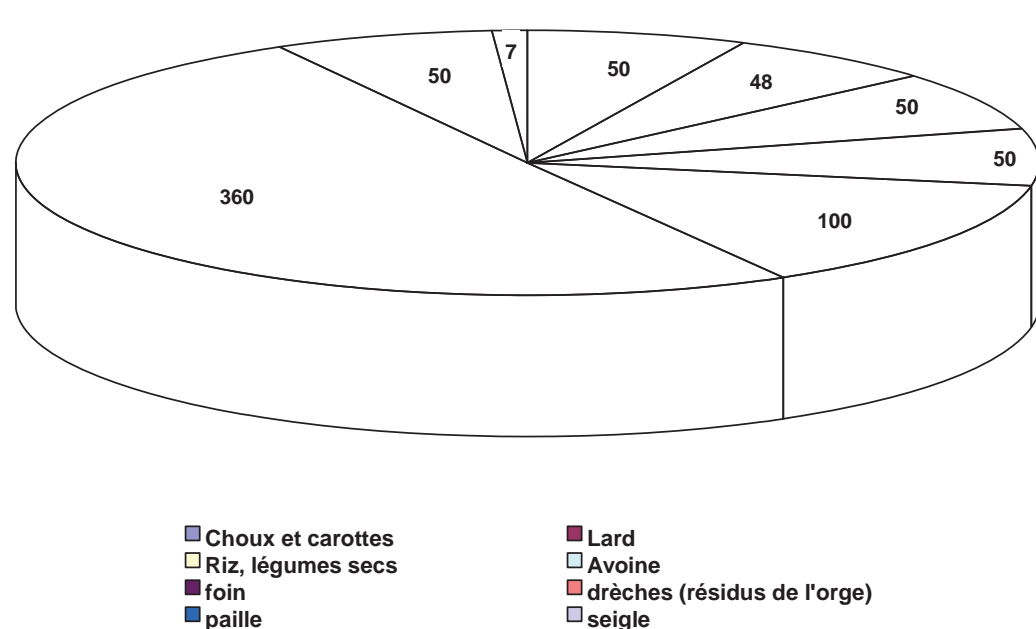 7
50
50
48
50
50
360
100
Choux et carottes
Lard
Riz, légumes secs
Avoine
foin
drèches (résidus de l'orge)
paille
seigle